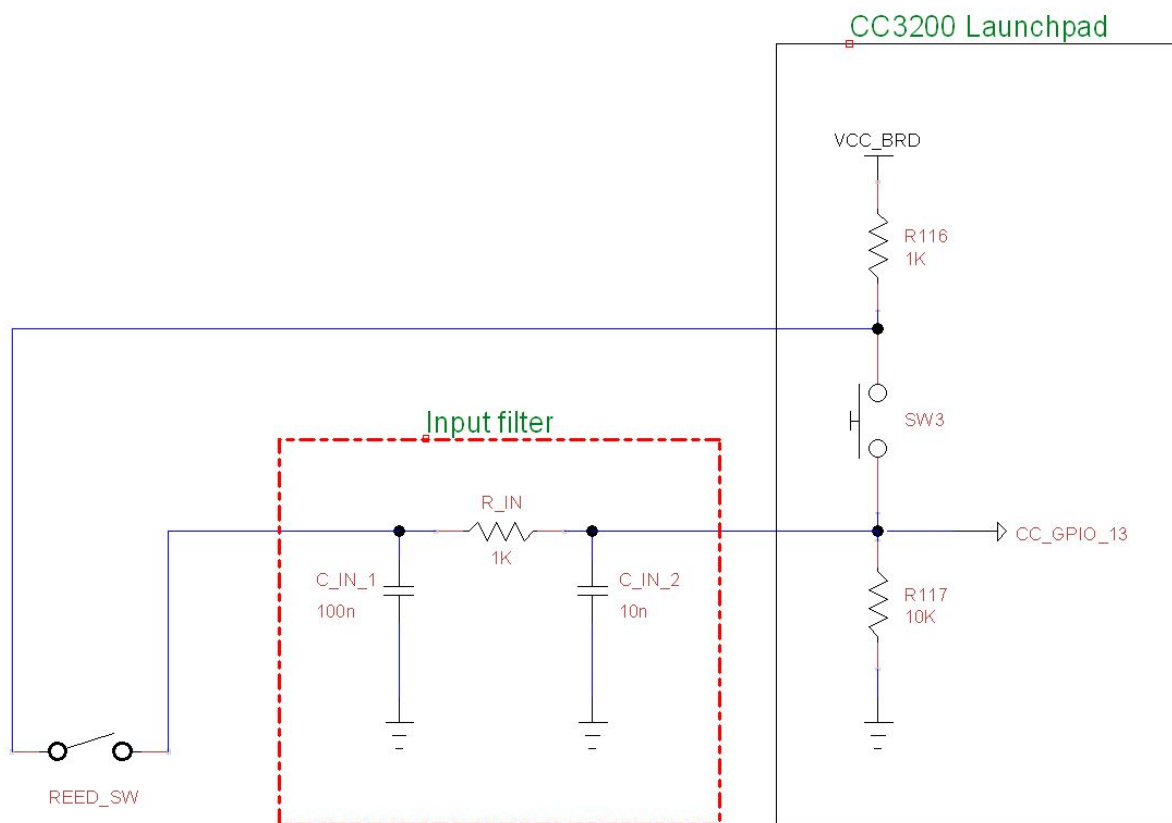 CC3200 Launchpad
VCC_BRD
R116
1K
Input filter
SW3
R_IN
1K
CC_GPIO_13
C_IN_1
100n
C_IN_2
10n
R117
10K
REED_SW